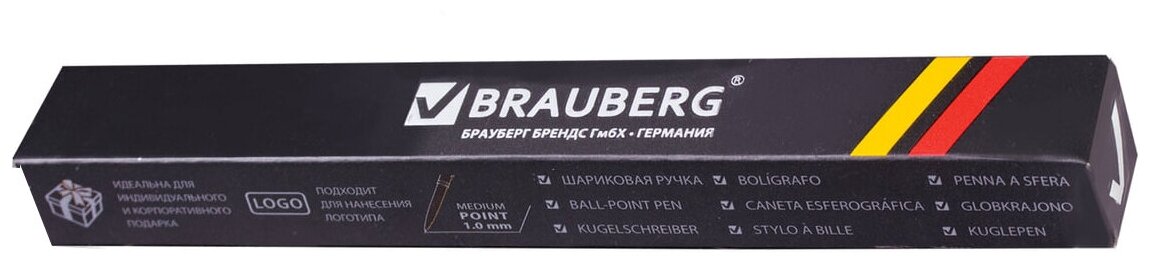 BRAUBERG®
БРАУБЕРГ БРЕНДС ГмбХ • ГЕРМАНИЯ
ИДЕАЛЬНА ДЛЯ
ИНДИВИДУАЛЬНОГО
И КОРПОРАТИВНОГО
ПОДАРКА
LOGO
ПОДХОДИТ
ДЛЯ НАНЕСЕНИЯ
ЛОГОТИПА
MEDIUM
POINT
1.0 mm
ШАРИКОВАЯ РУЧКА
BALL-POINT PEN
KUGELSCHREIBER
BOLÍGRAFO
CANETA ESFEROGRÁFICA
STYLO À BILLE
PENNA A SFERA
GLOBKRAJONO
KUGLEPEN